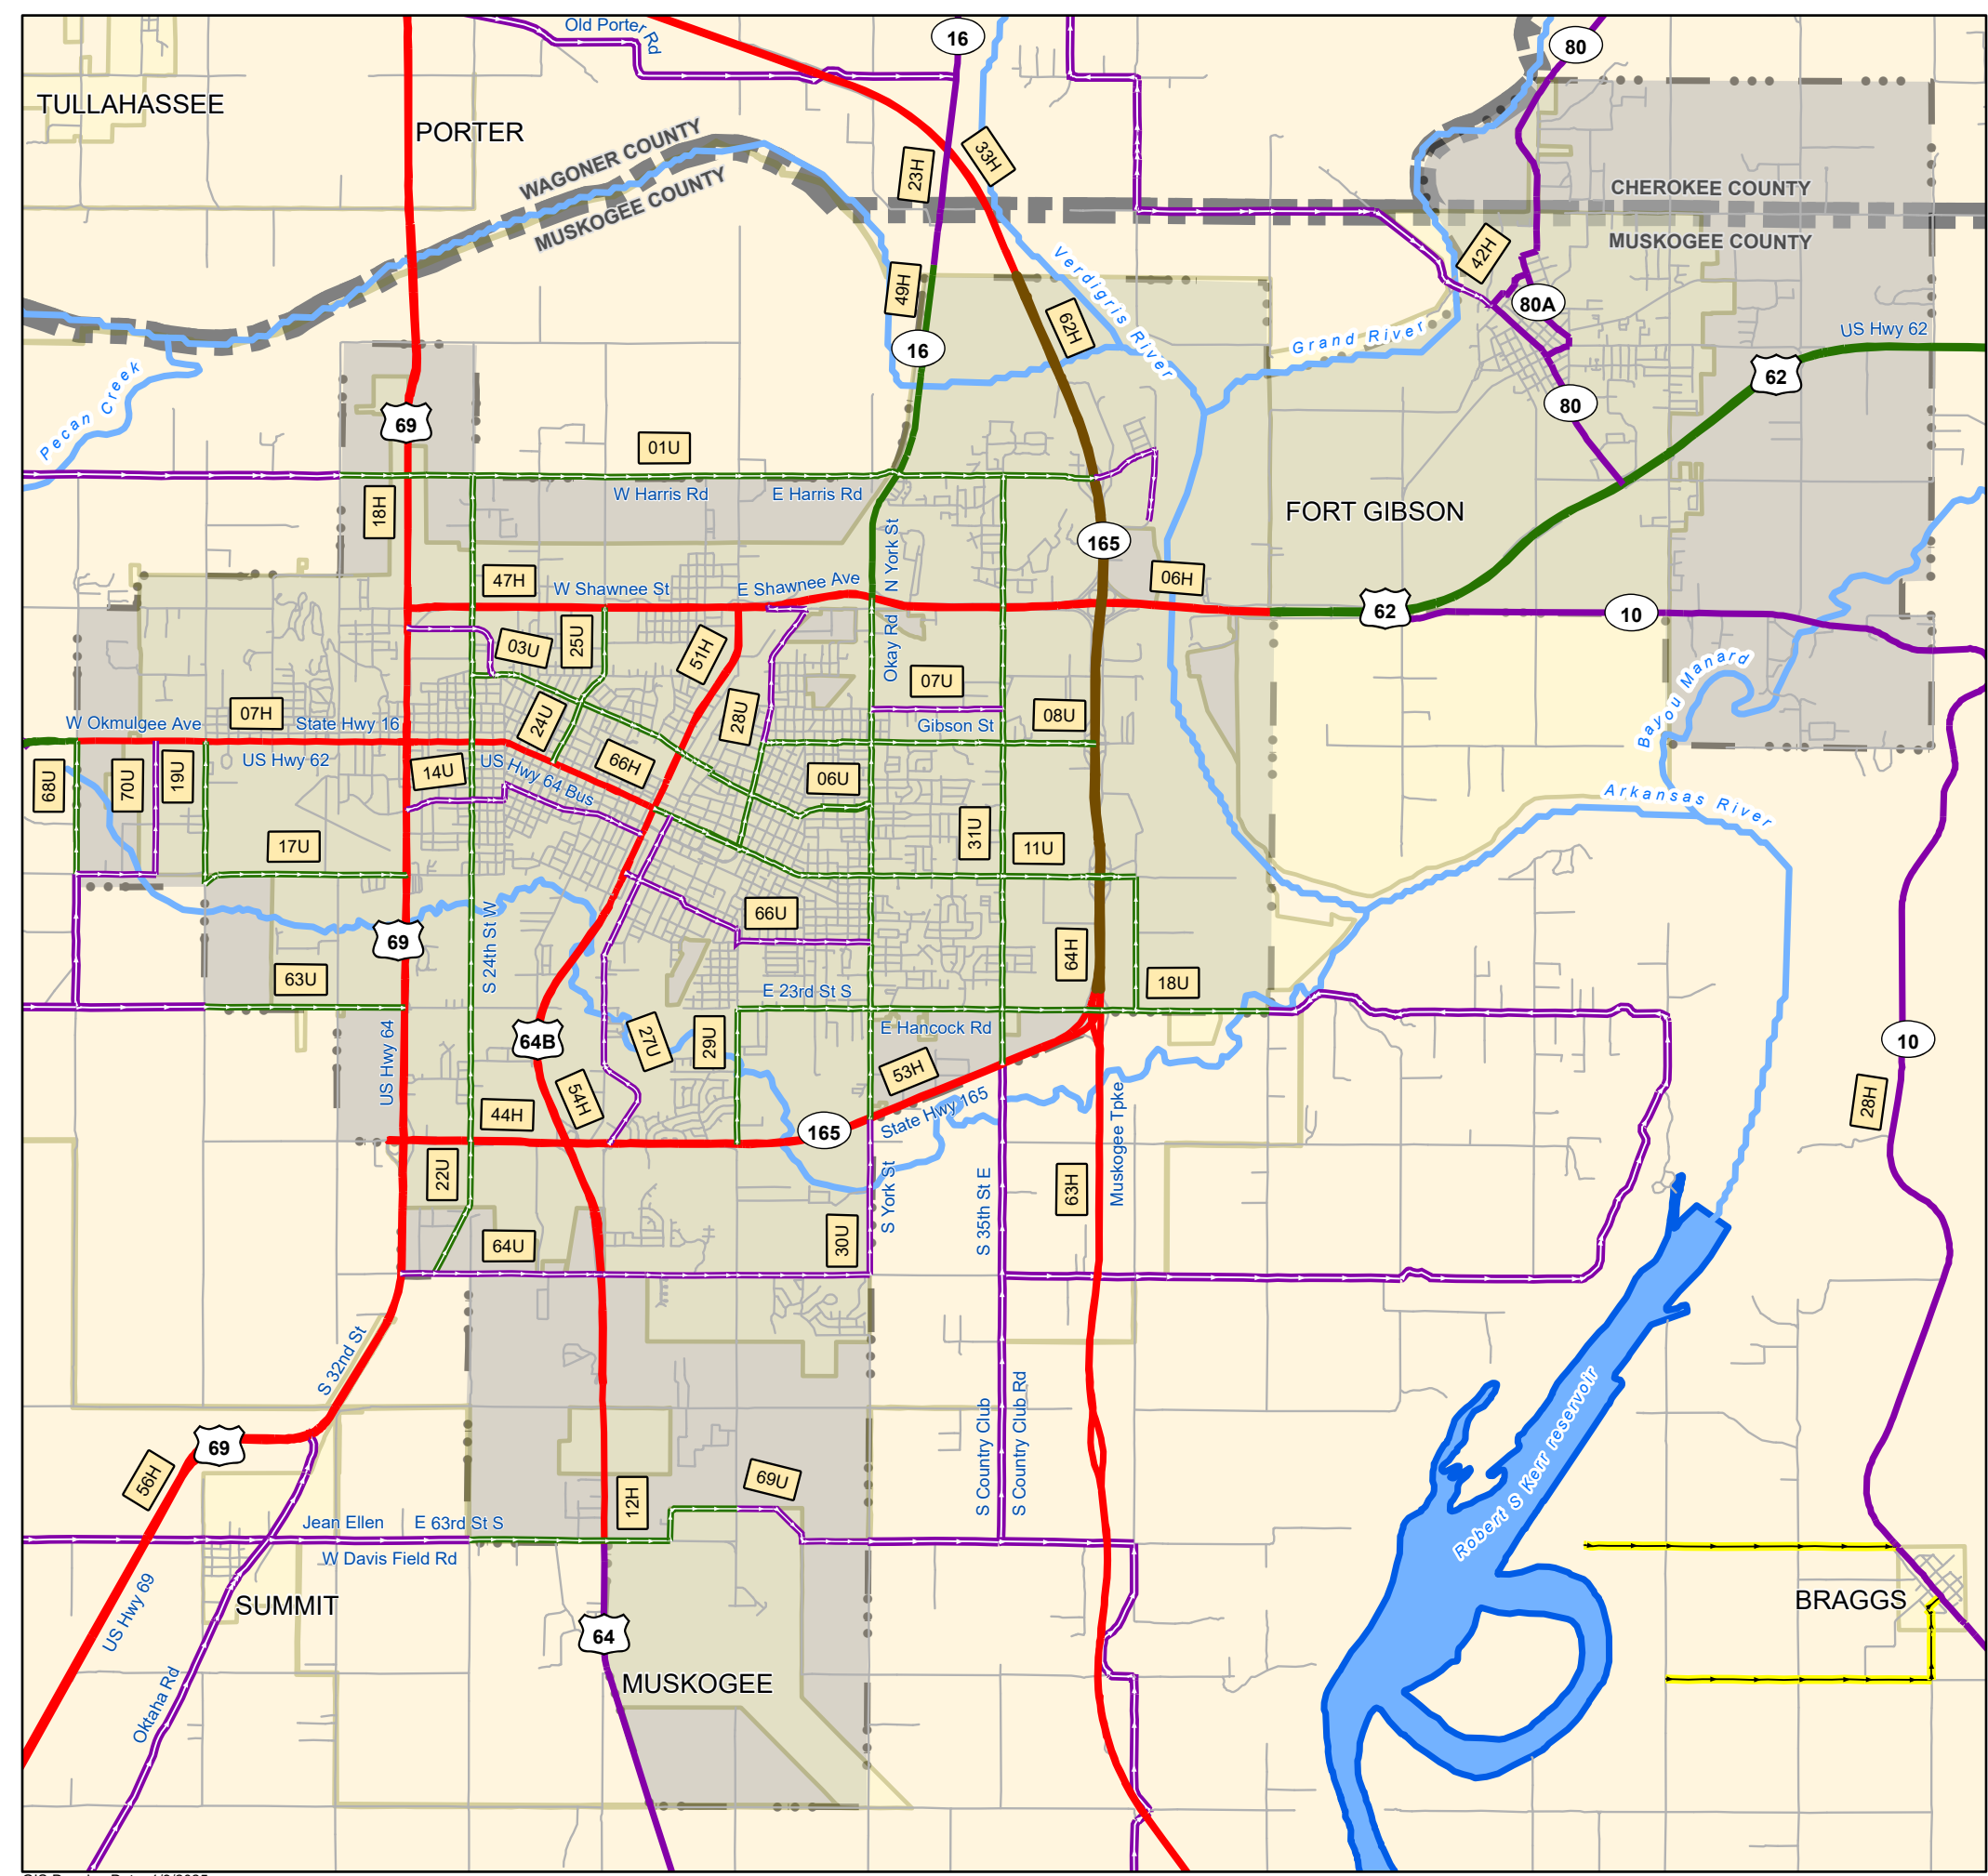 Old Porter Rd
16
80
TULLAHASSEE
PORTER
WAGONER COUNTY
MUSKOGEE COUNTY
23H
33H
CHEROKEE COUNTY
MUSKOGEE COUNTY
42H
49H
Verdigris River
62H
80A
16
Grand River
US Hwy 62
62
80
Pecan Creek
69
01U
W Harris Rd
E Harris Rd
18H
FORT GIBSON
N York St
165
47H
W Shawnee St
E Shawnee Ave
06H
62
10
03U
25U
51H
Okay Rd
07U
Bayou Manard
07H
W Okmulgee Ave
State Hwy 16
24U
28U
08U
Gibson St
US Hwy 62
14U
US Hwy 64 Bus
66H
06U
68U
70U
19U
Arkansas River
17U
31U
11U
66U
69
S 24th St W
64H
63U
E 23rd St S
18U
64B
27U
29U
E Hancock Rd
10
US Hwy 64
53H
54H
44H
State Hwy 165
165
Muskogee Tpke
28H
22U
S York St
S 35th St E
63H
64U
30U
S 32nd St
S Country Club
S Country Club Rd
Robert S Kerr reservoir
69
56H
69U
12H
Jean Ellen
E 63rd St S
W Davis Field Rd
US Hwy 69
SUMMIT
BRAGGS
64
Oktaha Rd
MUSKOGEE